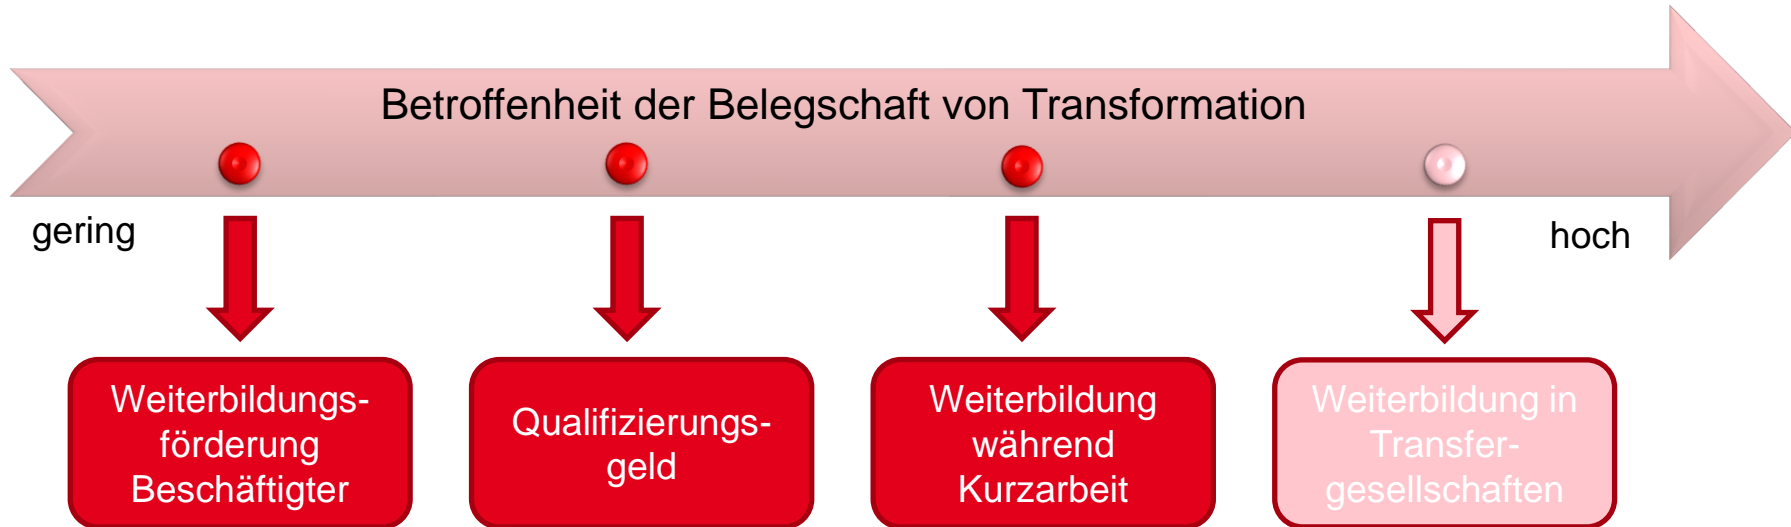 Betroffenheit der Belegschaft von Transformation
gering
hoch
Weiterbildungs-
förderung
Beschäftigter
Qualifizierungs-
geld
Weiterbildung
während
Kurzarbeit
Weiterbildung in
Transfer-
gesellschaften